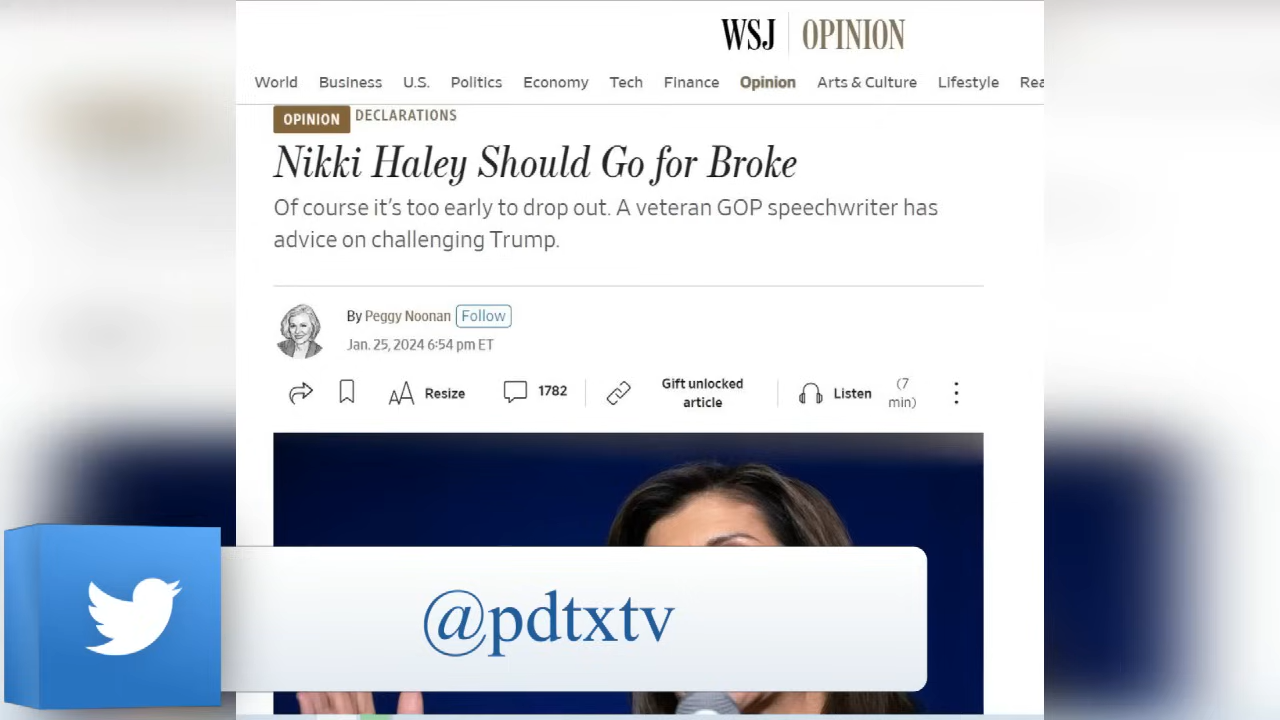 WSJ OPINION
World Business U.S. Politics Economy Tech Finance Opinion Arts & Culture Lifestyle Rea
OPINION DECLARATIONS
Nikki Haley Should Go for Broke
Of course it's too early to drop out. A veteran GOP speechwriter has
advice on challenging Trump.
By Peggy Noonan Follow
Jan. 25, 2024 6:54 pm ET
AA Resize 1782 Gift unlocked article Listen (7 min)
@pdtxtv